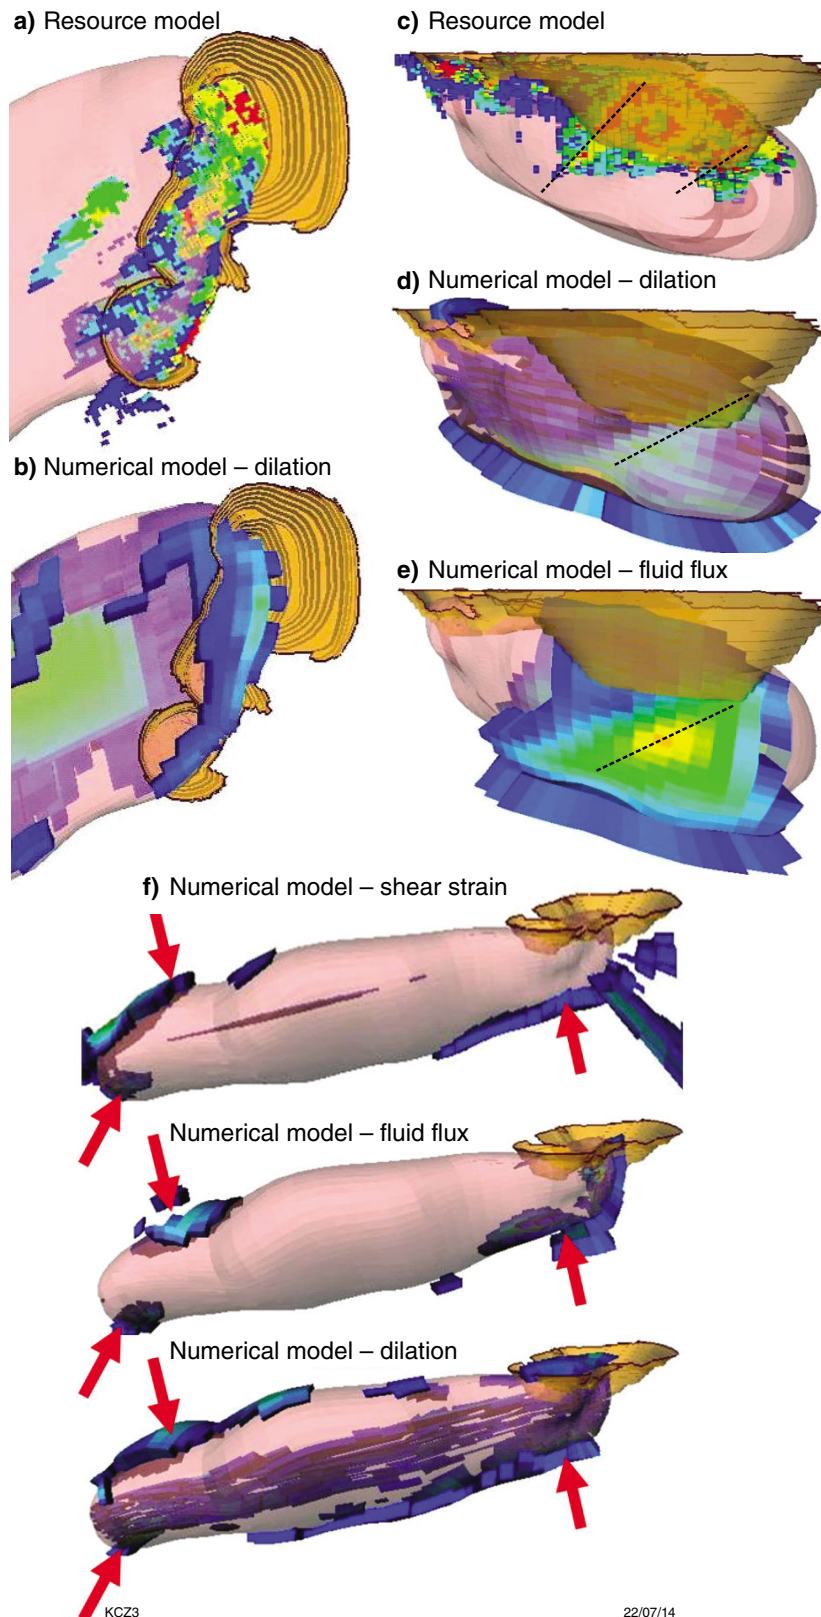 a) Resource model
c) Resource model
d) Numerical model – dilation
b) Numerical model – dilation
e) Numerical model – fluid flux
f) Numerical model – shear strain
Numerical model – fluid flux
Numerical model – dilation
KCZ3
22/07/14